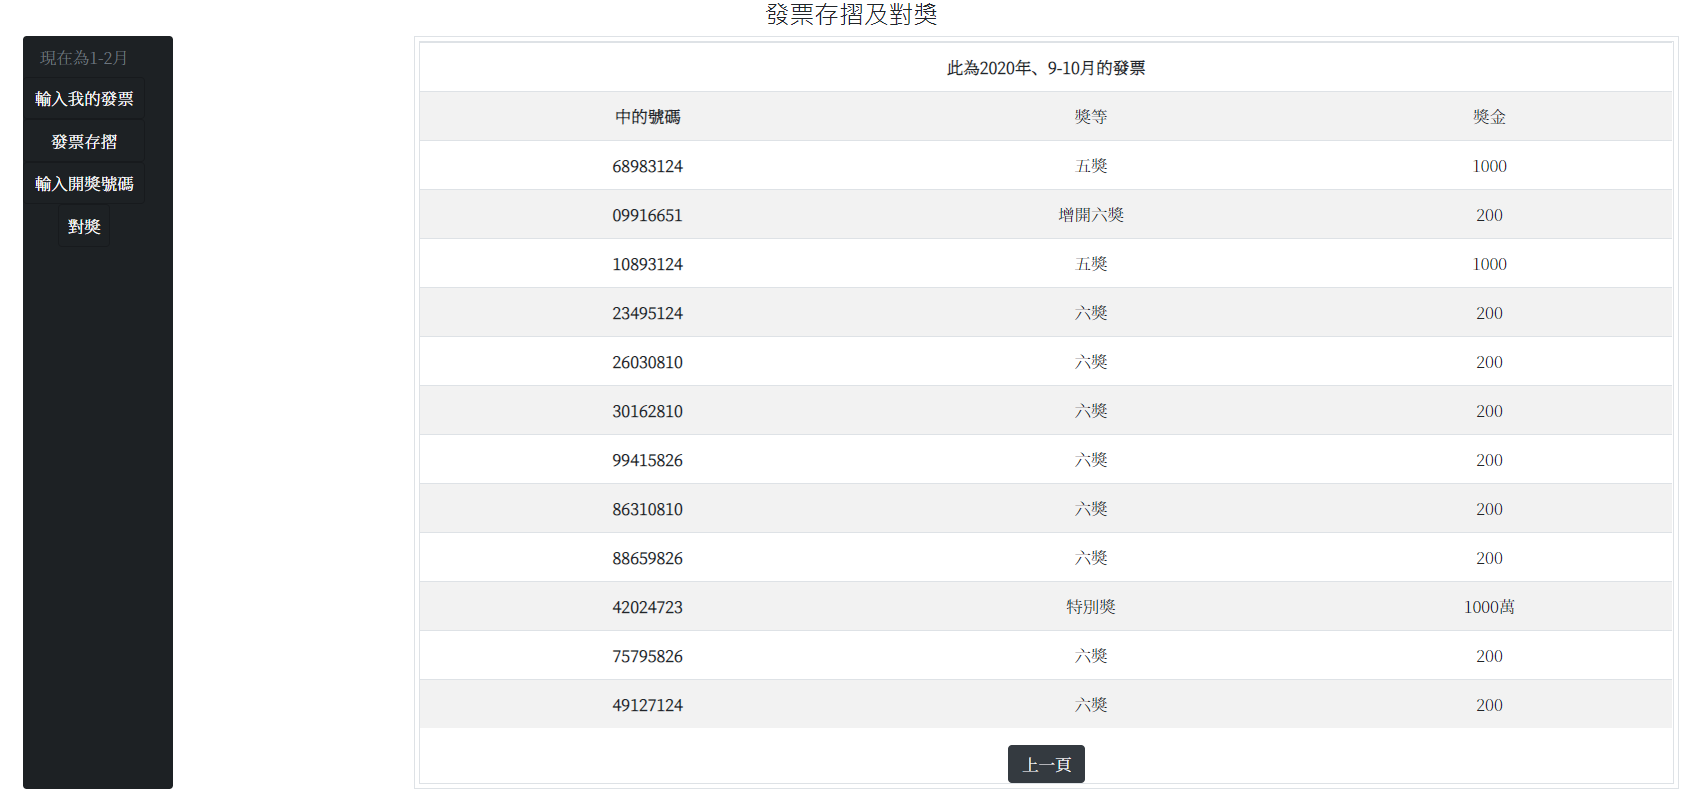 發票存摺及對獎
現在為1-2月
輸入我的發票
發票存摺
輸入開獎號碼
對獎
此為2020年、9-10月的發票
中的號碼 獎等 獎金
68983124 五獎 1000
09916651 增開六獎 200
10893124 五獎 1000
23495124 六獎 200
26030810 六獎 200
30162810 六獎 200
99415826 六獎 200
86310810 六獎 200
88659826 六獎 200
42024723 特別獎 1000萬
75795826 六獎 200
49127124 六獎 200
上一頁